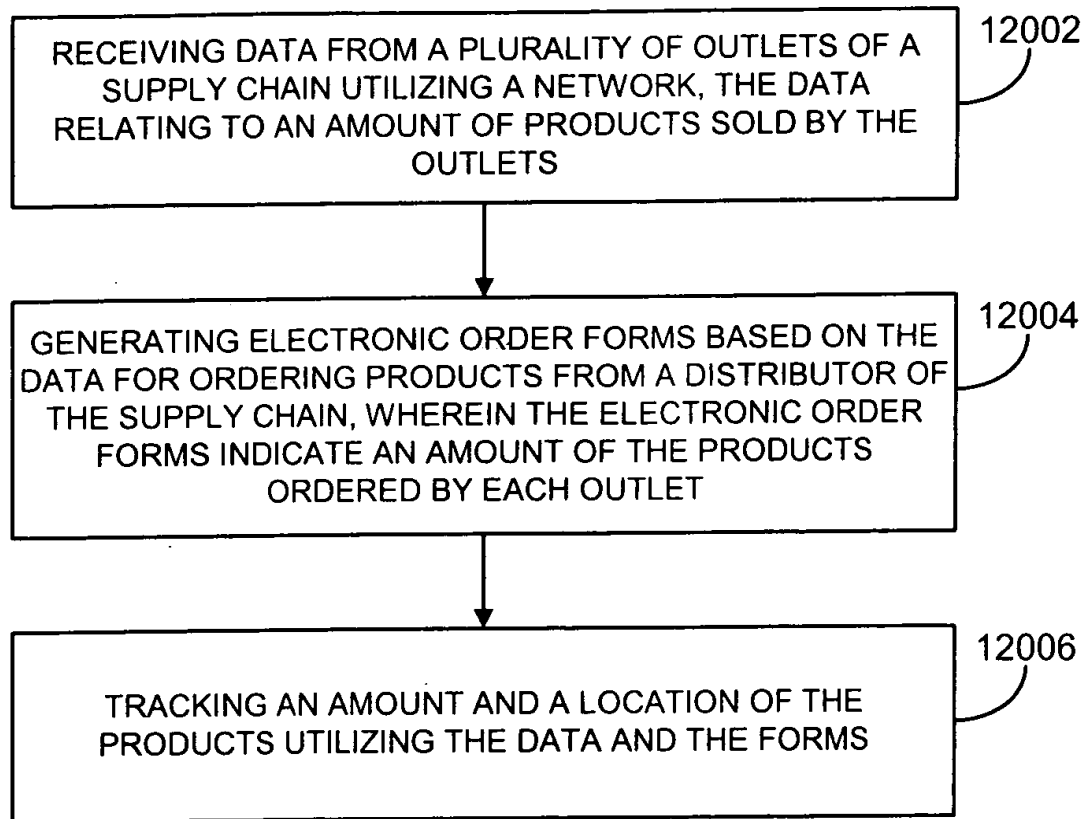 RECEIVING DATA FROM A PLURALITY OF OUTLETS OF A
SUPPLY CHAIN UTILIZING A NETWORK, THE DATA
RELATING TO AN AMOUNT OF PRODUCTS SOLD BY THE
OUTLETS
12002
GENERATING ELECTRONIC ORDER FORMS BASED ON THE
DATA FOR ORDERING PRODUCTS FROM A DISTRIBUTOR OF
THE SUPPLY CHAIN, WHEREIN THE ELECTRONIC ORDER
FORMS INDICATE AN AMOUNT OF THE PRODUCTS
ORDERED BY EACH OUTLET
12004
TRACKING AN AMOUNT AND A LOCATION OF THE
PRODUCTS UTILIZING THE DATA AND THE FORMS
12006